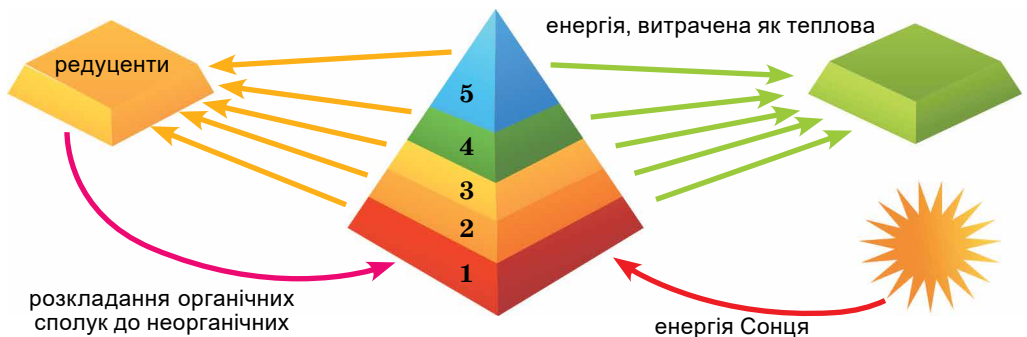 енергія, витрачена як теплова
редуценти
5
4
3
2
1
розкладання органічних
сполук до неорганічних
енергія Сонця